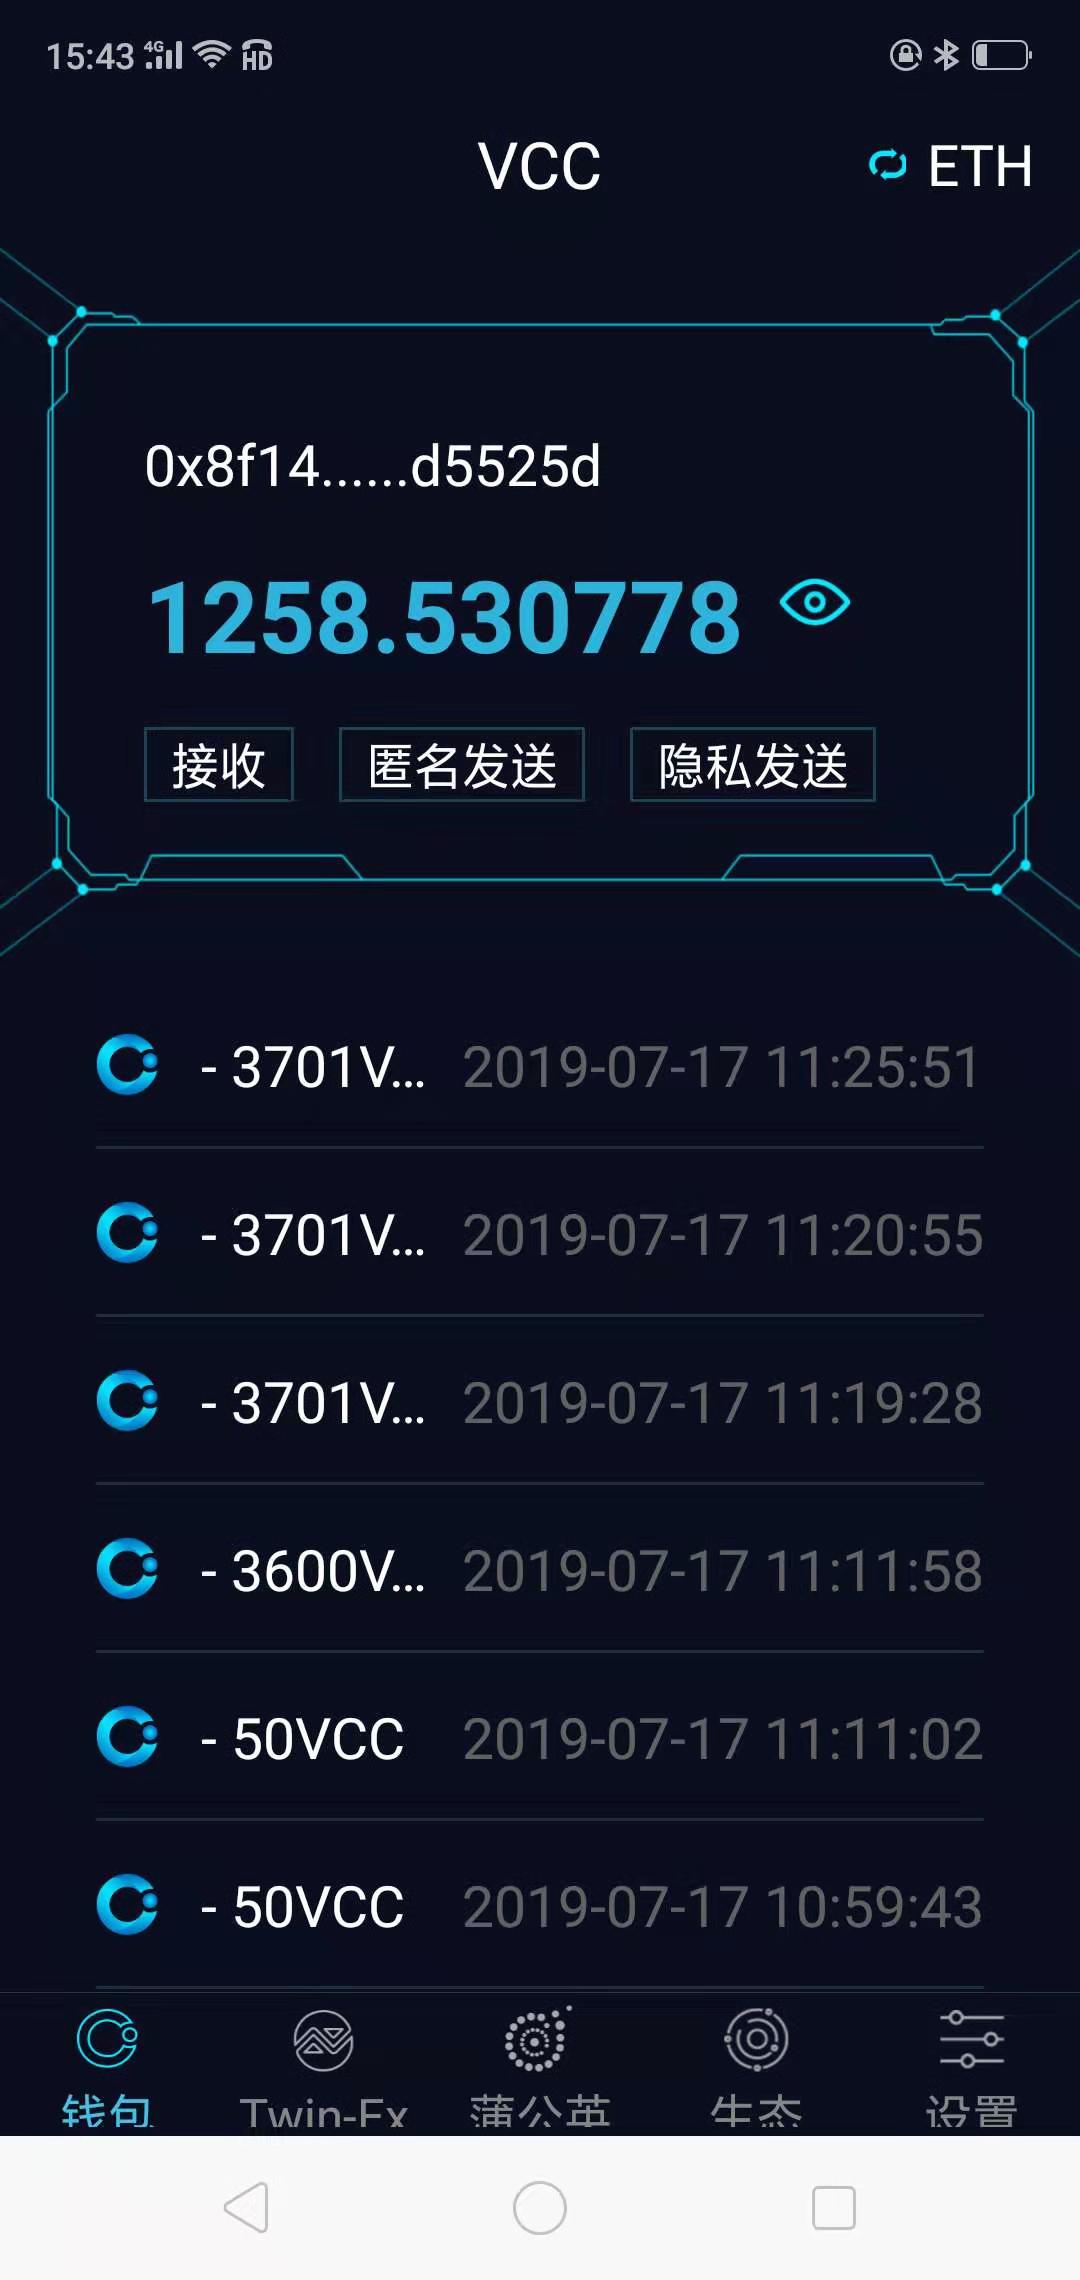 15:43 4G HD
VCC ETH
0x8f14......d5525d
1258.530778
接收 匿名发送 隐私发送
- 3701V... 2019-07-17 11:25:51
- 3701V... 2019-07-17 11:20:55
- 3701V... 2019-07-17 11:19:28
- 3600V... 2019-07-17 11:11:58
- 50VCC 2019-07-17 11:11:02
- 50VCC 2019-07-17 10:59:43
钱包 Twin-Ex 蒲公英 生态 设置